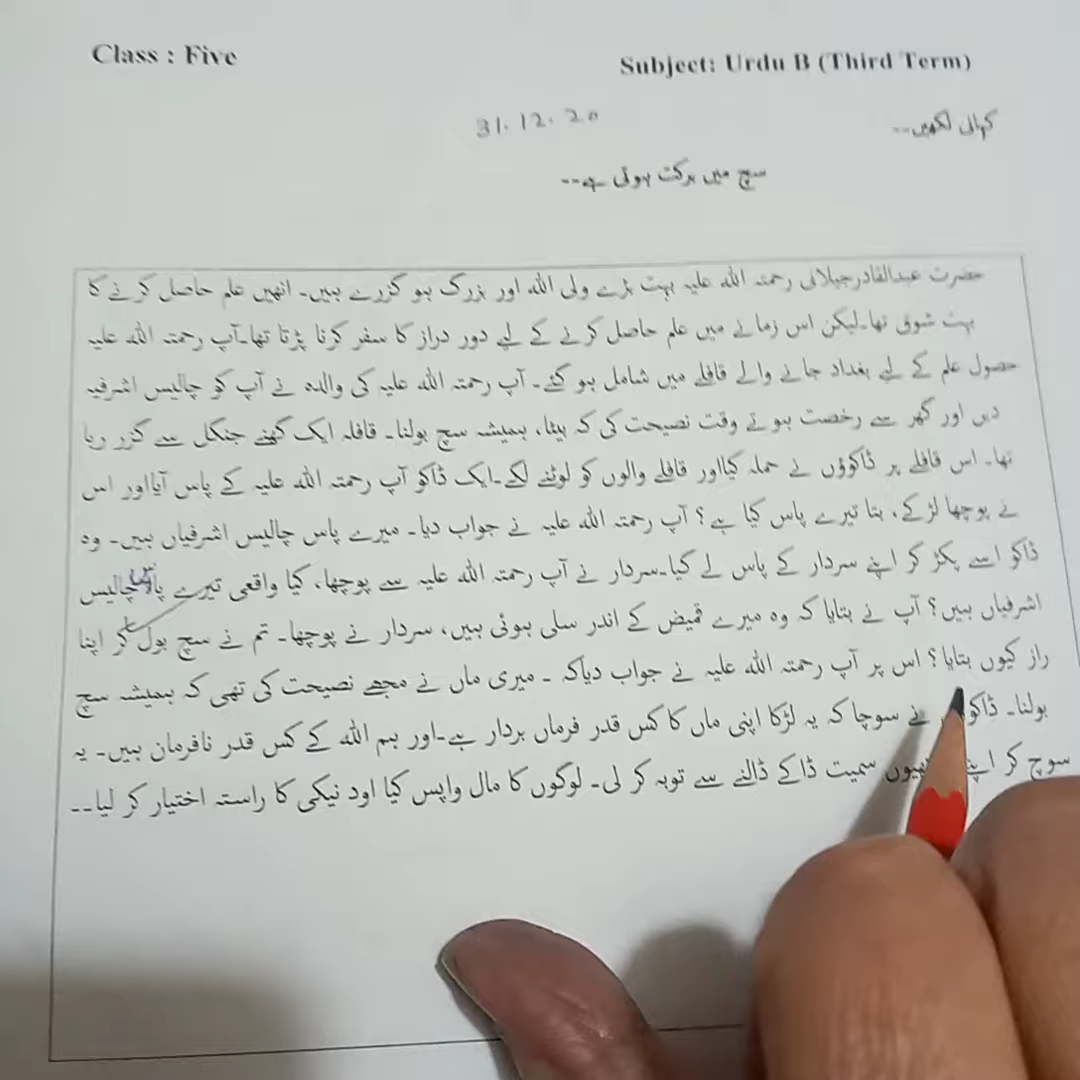 Class : Five
Subject: Urdu B (Third Term)
31.12.20
کہانی لکھیں--
سچ میں برکت ہوتی ہے--
حضرت عبدالقادرجیلانی رحمتہ اللہ علیہ بہت بڑے ولی اللہ اور بزرگ ہو گزرے ہیں۔ انھیں علم حاصل کرنے کا
بہت شوق تھا۔لیکن اس زمانے میں علم حاصل کرنے کے لیے دور دراز کا سفر کرنا پڑتا تھا۔آپ رحمتہ اللہ علیہ
حصول علم کے لیے بغداد جانے والے قافلے میں شامل ہو گئے۔ آپ رحمتہ اللہ علیہ کی والدہ نے آپ کو چالیس اشرفیہ
دیں اور گھر سے رخصت ہوتے وقت نصیحت کی کہ بیٹا، ہمیشہ سچ بولنا۔ قافلہ ایک گھنے جنگل سے گزر رہا
تھا۔ اس قافلے پر ڈاکوؤں نے حملہ کیااور قافلے والوں کو لوٹنے لگے۔ایک ڈاکو آپ رحمتہ اللہ علیہ کے پاس آیااور اس
نے پوچھا لڑکے، بتا تیرے پاس کیا ہے؟ آپ رحمتہ اللہ علیہ نے جواب دیا۔ میرے پاس چالیس اشرفیاں ہیں۔ وہ
ڈاکو اسے پکڑ کر اپنے سردار کے پاس لے گیا۔سردار نے آپ رحمتہ اللہ علیہ سے پوچھا، کیا واقعی تیرے پاس چالیس
اشرفیاں ہیں؟ آپ نے بتایا کہ وہ میرے قمیض کے اندر سلی ہوئی ہیں، سردار نے پوچھا۔ تم نے سچ بول کر اپنا
راز کیوں بتایا؟ اس پر آپ رحمتہ اللہ علیہ نے جواب دیاکہ ۔ میری ماں نے مجھے نصیحت کی تھی کہ ہمیشہ سچ
بولنا۔ نے سوچا کہ یہ لڑکا اپنی ماں کا کس قدر فرماں بردار ہے۔اور ہم اللہ کے کس قدر نافرمان ہیں۔ یہ
سوچ کر سمیت ڈاکے ڈالنے سے توبہ کر لی۔ لوگوں کا مال واپس کیا اود نیکی کا راستہ اختیار کر لیا۔۔